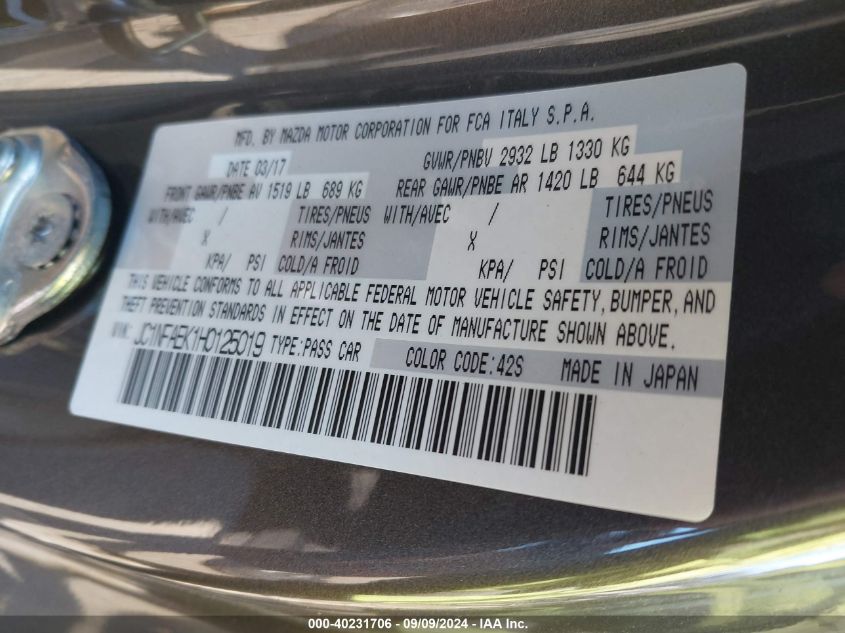 MFD. BY MAZDA MOTOR CORPORATION FOR FCA ITALY S.P.A.
DATE 03/17 GVWR/PNBV 2932 LB 1330 KG
FRONT GAWR/PNBE AV 1519 LB 689 KG REAR GAWR/PNBE AR 1420 LB 644 KG
WITH/AVEC / TIRES/PNEUS WITH/AVEC / TIRES/PNEUS
X RIMS/JANTES X RIMS/JANTES
KPA/ PSI COLD/A FROID KPA/ PSI COLD/A FROID
THIS VEHICLE CONFORMS TO ALL APPLICABLE FEDERAL MOTOR VEHICLE SAFETY, BUMPER, AND
THEFT PREVENTION STANDARDS IN EFFECT ON THE DATE OF MANUFACTURE SHOWN ABOVE.
VIN: JC1NFAEK1H0125019 TYPE:PASS CAR COLOR CODE:42S MADE IN JAPAN
000-40231706 - 09/09/2024 - IAA Inc.